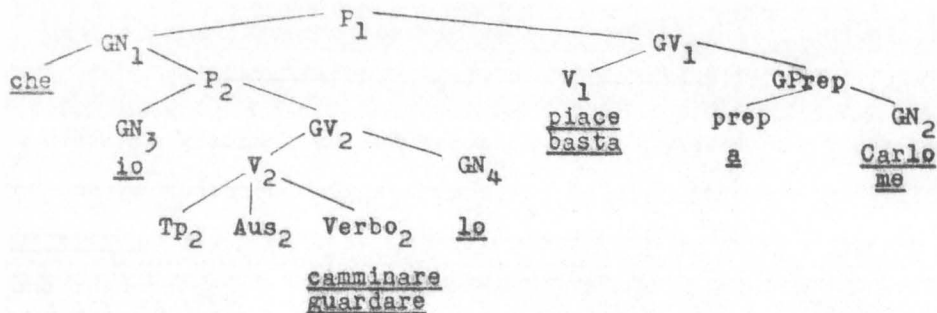 P1
GN1 GV1
che P2 V1 GPrep
GN3 GV2 piace prep GN2
io V2 GN4 basta a Carlo
me
Tp2 Aus2 Verbo2 lo
camminare
guardare